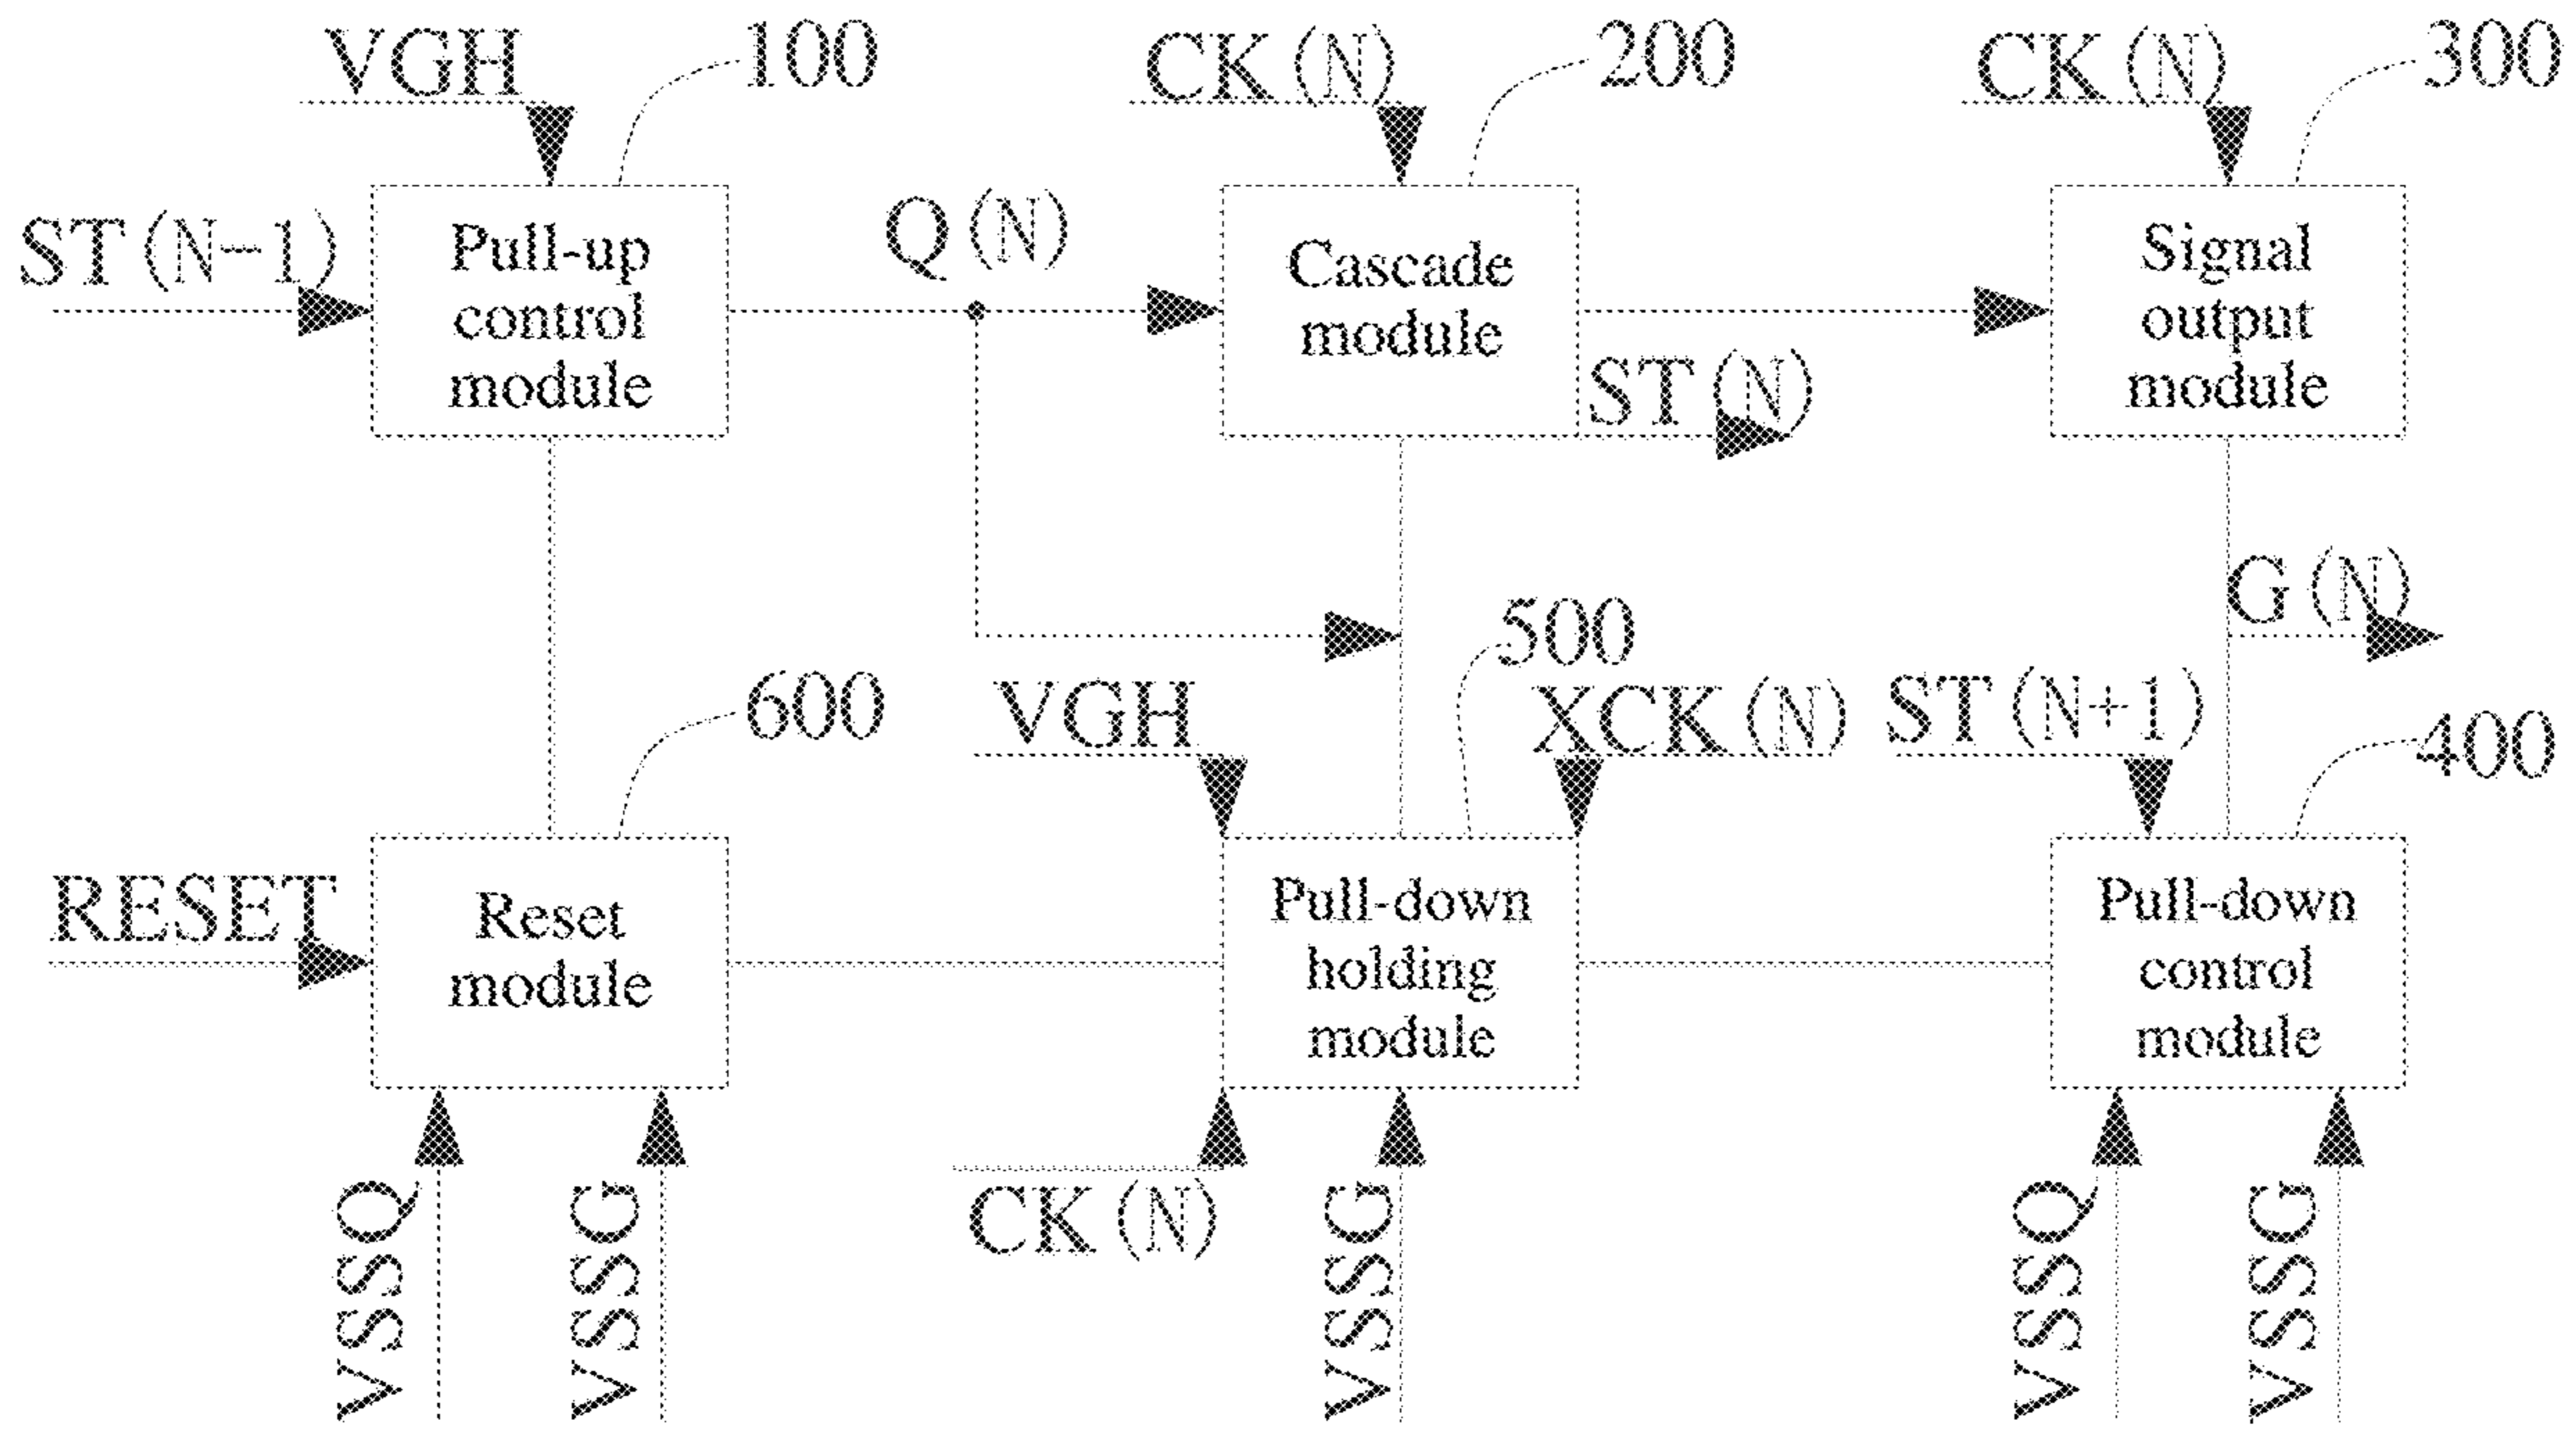 VGH
100
CK(N)
200
CK(N)
300
ST(N-1)
Pull-up
control
module
Q(N)
Cascade
module
ST(N)
Signal
output
module
G(N)
600
VGH
500
XCK(N)
ST(N+1)
400
RESET
Reset
module
Pull-down
holding
module
Pull-down
control
module
VSSQ
VSSG
CK(N)
VSSG
VSSQ
VSSG